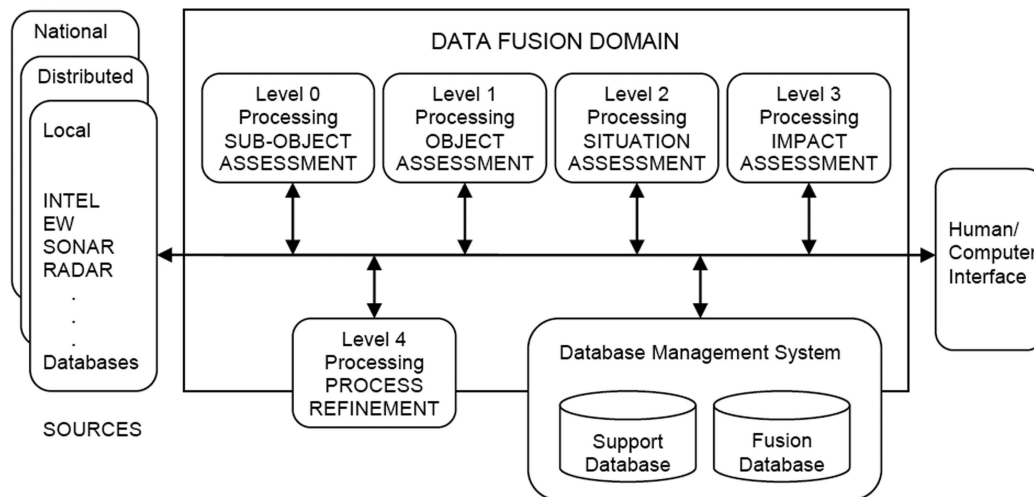 National
Distributed
Local
INTEL
EW
SONAR
RADAR
.
.
.
Databases
SOURCES
DATA FUSION DOMAIN
Level 0
Processing
SUB-OBJECT
ASSESSMENT
Level 1
Processing
OBJECT
ASSESSMENT
Level 2
Processing
SITUATION
ASSESSMENT
Level 3
Processing
IMPACT
ASSESSMENT
Level 4
Processing
PROCESS
REFINEMENT
Database Management System
Support
Database
Fusion
Database
Human/
Computer
Interface